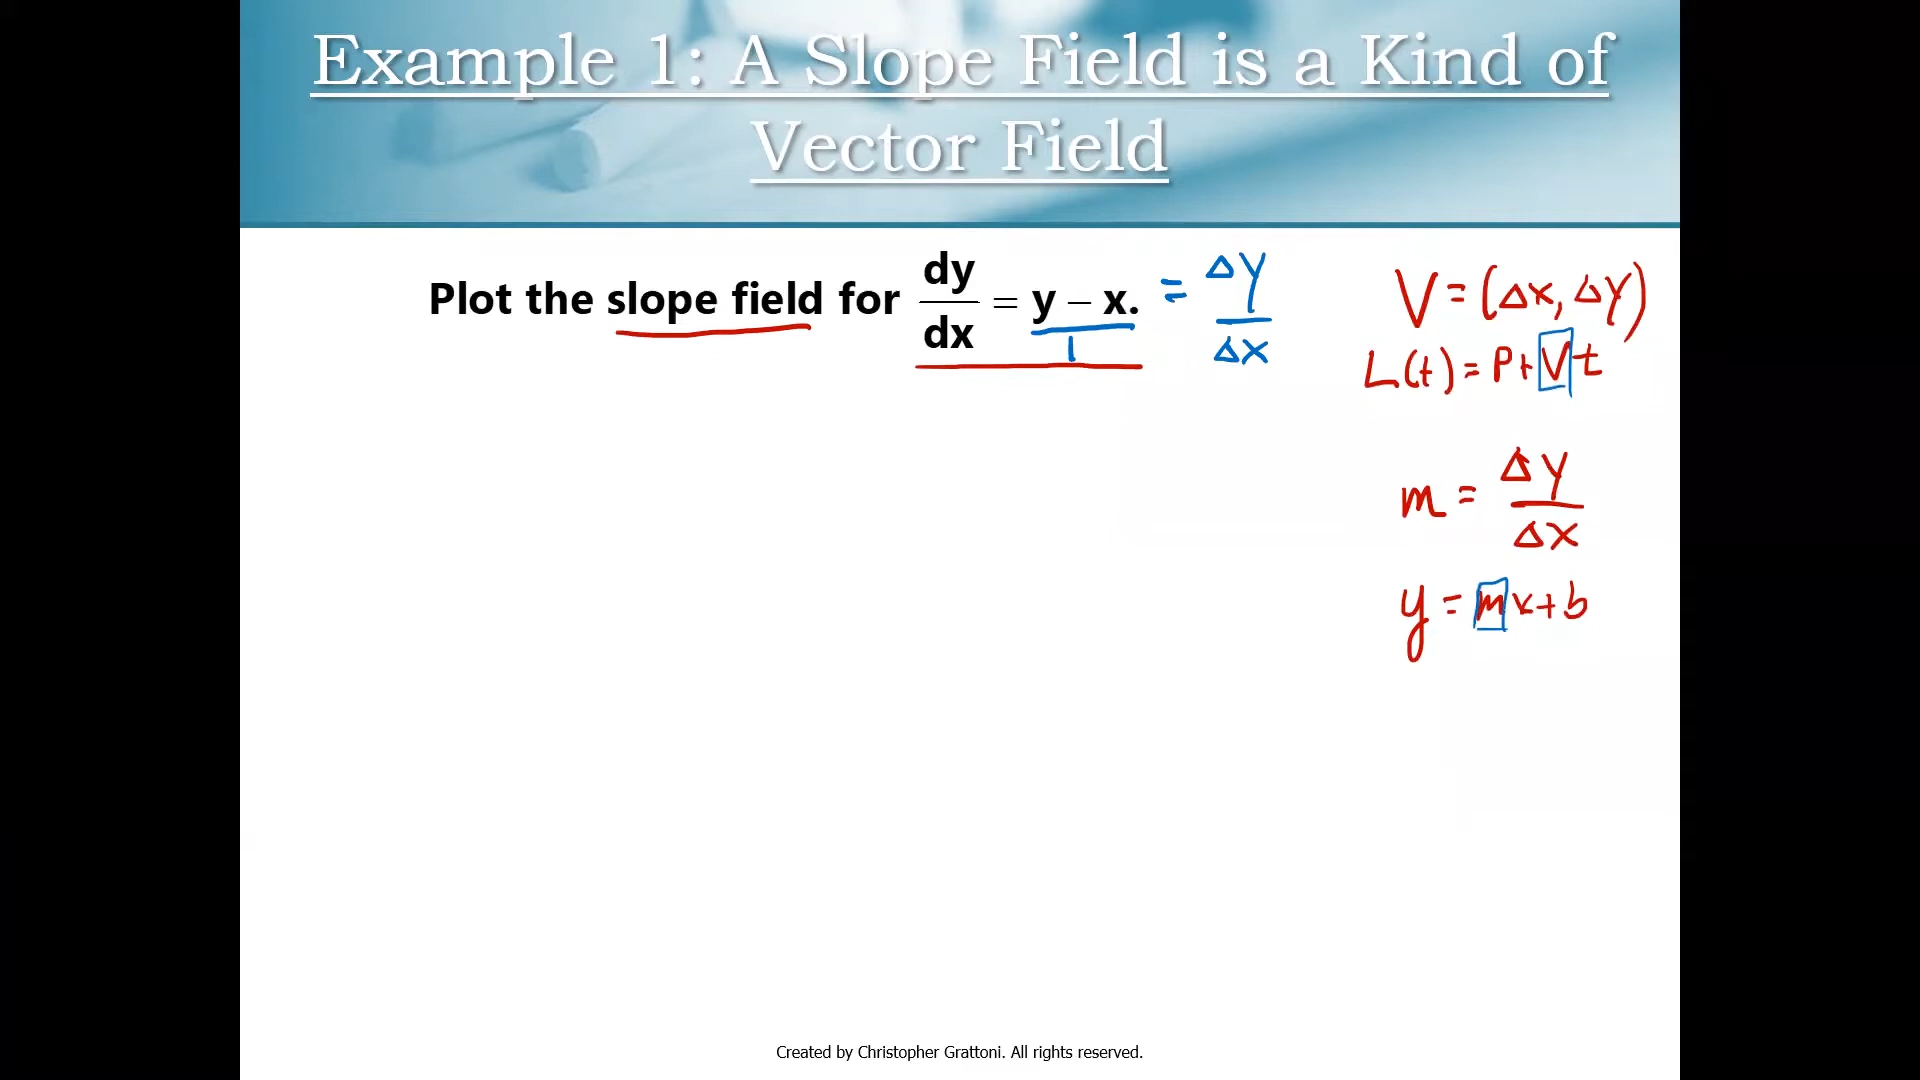 Example 1: A Slope Field is a Kind of
Vector Field
Plot the slope field for dy/dx = y − x. = Δy/Δx
1
V = (Δx, Δy)
L(t) = P + Vt
m = Δy/Δx
y = mx + b
Created by Christopher Grattoni. All rights reserved.